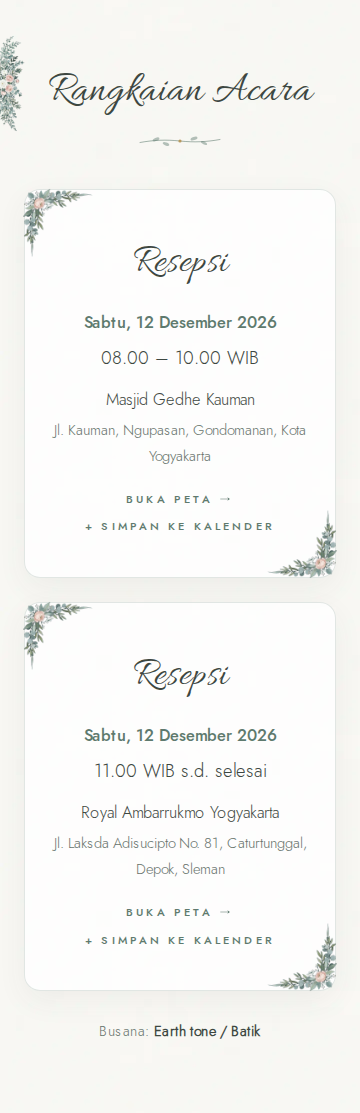 Rangkaian Acara
Resepsi
Sabtu, 12 Desember 2026
08.00 – 10.00 WIB
Masjid Gedhe Kauman
Jl. Kauman, Ngupasan, Gondomanan, Kota
Yogyakarta
BUKA PETA →
+ SIMPAN KE KALENDER
Resepsi
Sabtu, 12 Desember 2026
11.00 WIB s.d. selesai
Royal Ambarrukmo Yogyakarta
Jl. Laksda Adisucipto No. 81, Caturtunggal,
Depok, Sleman
BUKA PETA →
+ SIMPAN KE KALENDER
Busana: Earth tone / Batik